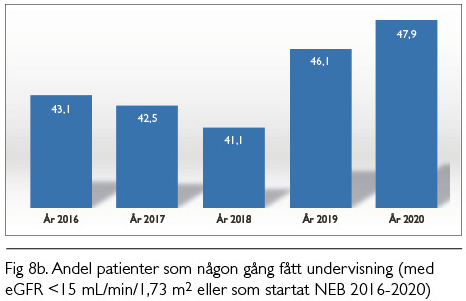 43,1
42,5
41,1
46,1
47,9
År 2016
År 2017
År 2018
År 2019
År 2020
Fig 8b. Andel patienter som någon gång fått undervisning (med
eGFR <15 mL/min/1,73 m² eller som startat NEB 2016-2020)